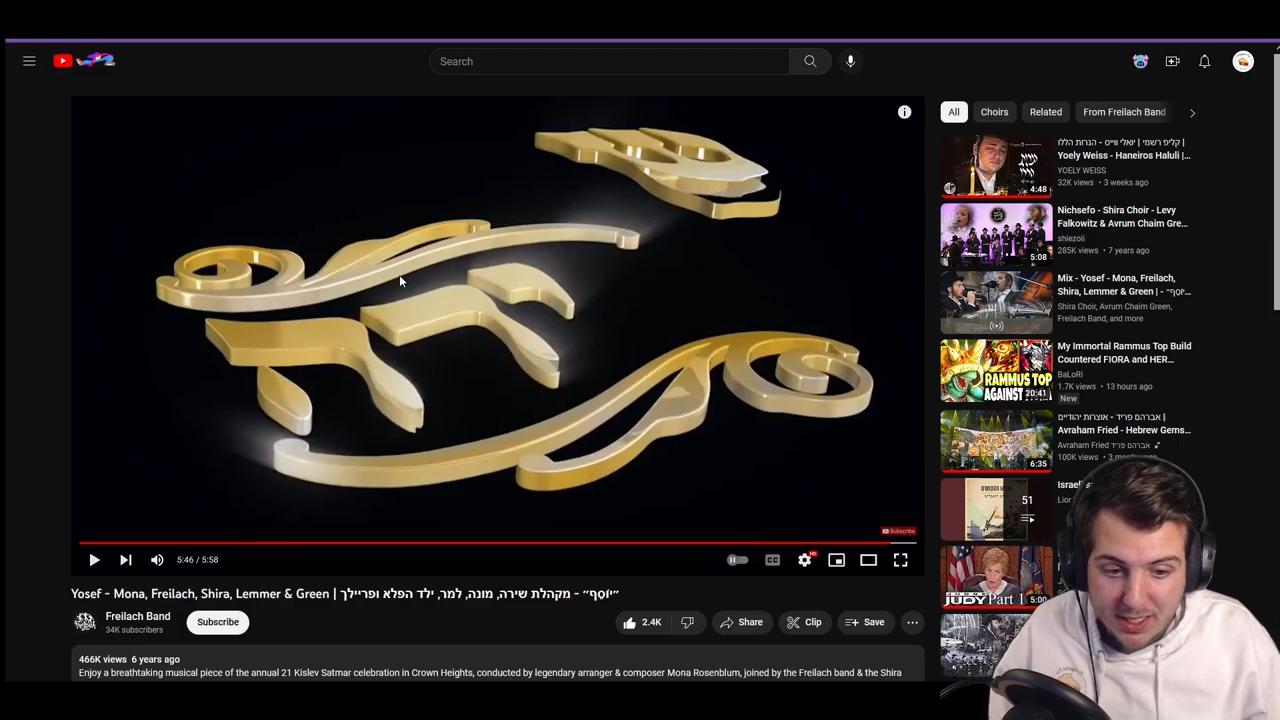 Search
All
Choirs
Related
From Freilach Band
קליפ רשמי | יואלי ווייס - הנרות הללו |
Yoely Weiss - Haneiros Haluli |...
YOELY WEISS
32K views • 3 weeks ago
4:48
Nichsefo - Shira Choir - Levy
Falkowitz & Avrum Chaim Gre...
shiezoli
285K views • 7 years ago
5:08
Mix - Yosef - Mona, Freilach,
Shira, Lemmer & Green | - "יוֹסֵף"...
Shira Choir, Avrum Chaim Green,
Freilach Band, and more
My Immortal Rammus Top Build
Countered FIORA and HER...
BaLoRi
1.7K views • 13 hours ago
New
RAMMUS TOP
AGAINST
20:41
אברהם פריד - אוצרות יהודיים |
Avraham Fried - Hebrew Gems...
Avraham Fried אברהם פריד
100K views •
6:35
51
JUDY Part 1
5:00
Subscribe
5:46 / 5:58
HD
Yosef - Mona, Freilach, Shira, Lemmer & Green | ״יוֹסֵף״ - מקהלת שירה, מונה, למר, ילד הפלא ופריילך
Freilach Band
34K subscribers
Subscribe
2.4K
Share
Clip
Save
466K views 6 years ago
Enjoy a breathtaking musical piece of the annual 21 Kislev Satmar celebration in Crown Heights, conducted by legendary arranger & composer Mona Rosenblum, joined by the Freilach band & the Shira